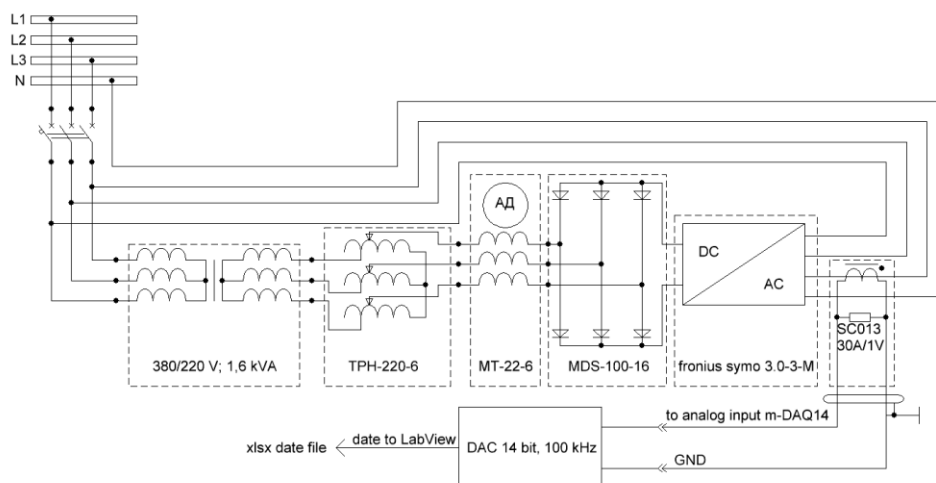 L1
L2
L3
N
АД
DC
AC
380/220 V; 1,6 kVA
TPH-220-6
MT-22-6
MDS-100-16
fronius symo 3.0-3-M
SC013
30A/1V
to analog input m-DAQ14
xlsx date file
date to LabView
DAC 14 bit, 100 kHz
GND